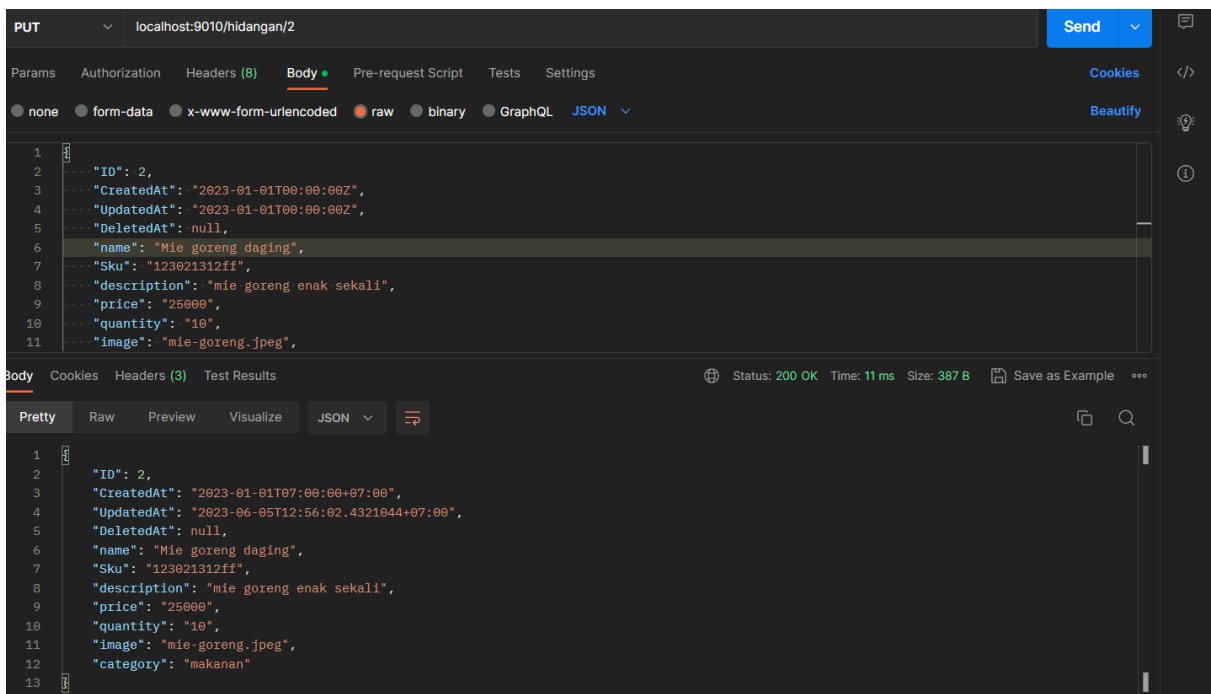 PUT localhost:9010/hidangan/2 Send
Params Authorization Headers (8) Body Pre-request Script Tests Settings Cookies
none form-data x-www-form-urlencoded raw binary GraphQL JSON Beautify
1 {
2 "ID": 2,
3 "CreatedAt": "2023-01-01T00:00:00Z",
4 "UpdatedAt": "2023-01-01T00:00:00Z",
5 "DeletedAt": null,
6 "name": "Mie goreng daging",
7 "Sku": "123021312ff",
8 "description": "mie goreng enak sekali",
9 "price": "25000",
10 "quantity": "10",
11 "image": "mie-goreng.jpeg",
Body Cookies Headers (3) Test Results Status: 200 OK Time: 11 ms Size: 387 B Save as Example
Pretty Raw Preview Visualize JSON
1 {
2 "ID": 2,
3 "CreatedAt": "2023-01-01T07:00:00+07:00",
4 "UpdatedAt": "2023-06-05T12:56:02.4321044+07:00",
5 "DeletedAt": null,
6 "name": "Mie goreng daging",
7 "Sku": "123021312ff",
8 "description": "mie goreng enak sekali",
9 "price": "25000",
10 "quantity": "10",
11 "image": "mie-goreng.jpeg",
12 "category": "makanan"
13 }